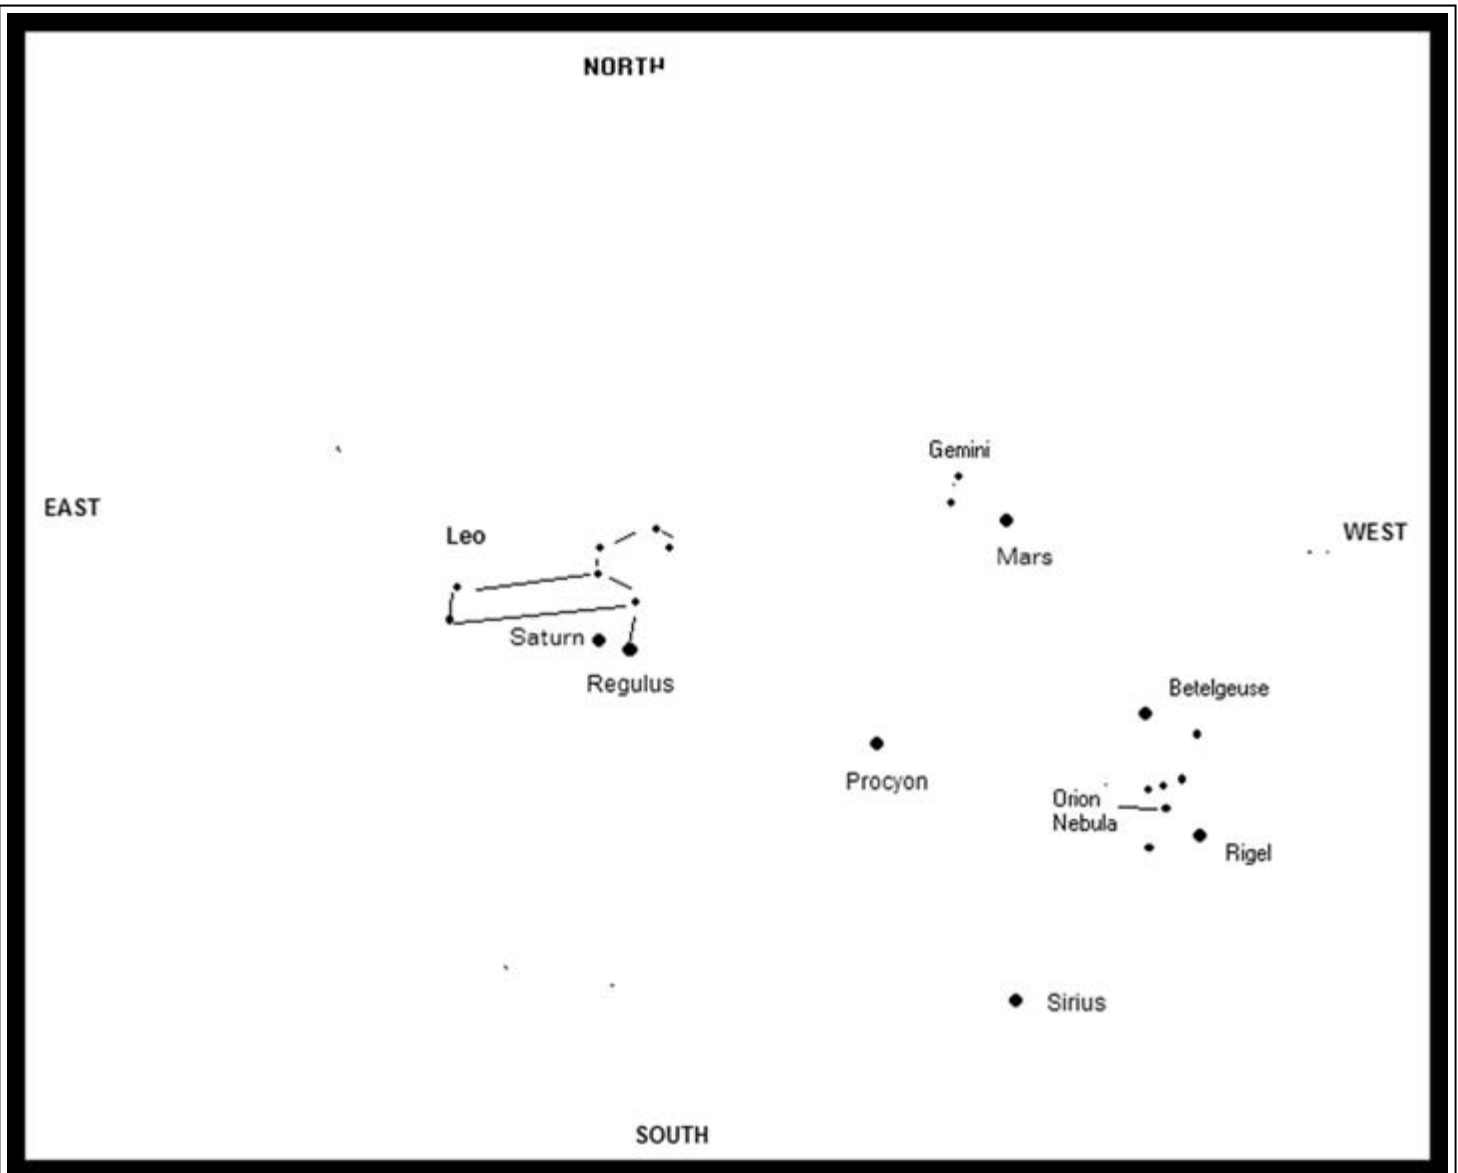 NORTH
Gemini
EAST
WEST
Leo
Mars
Saturn
Regulus
Betelgeuse
Procyon
Orion
Nebula
Rigel
Sirius
SOUTH